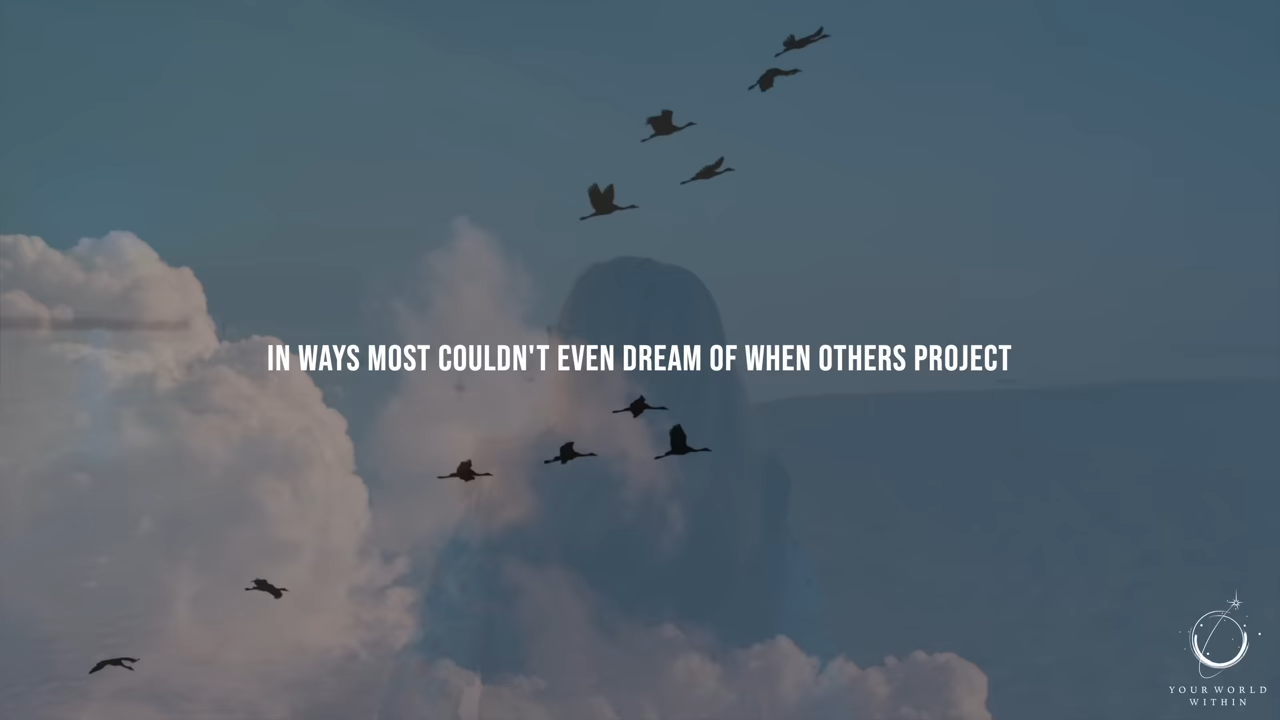 IN WAYS MOST COULDN'T EVEN DREAM OF WHEN OTHERS PROJECT
YOUR WORLD
WITHIN